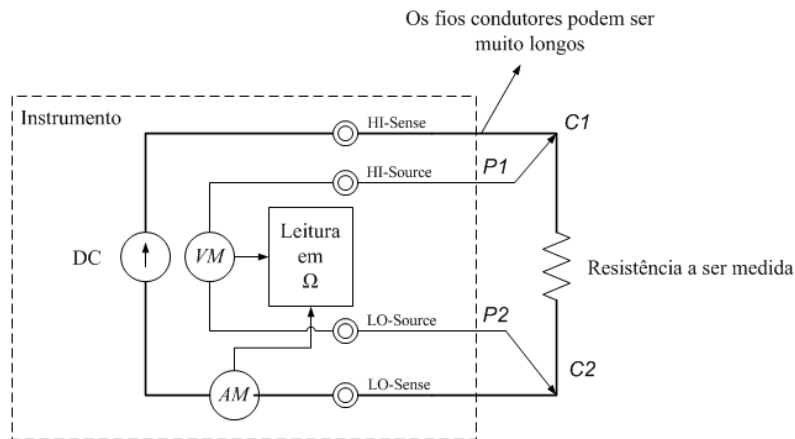 Os fios condutores podem ser
muito longos
Instrumento
HI-Sense
C1
HI-Source
P1
DC
VM
Leitura
em
Ω
Resistência a ser medida
LO-Source
P2
C2
AM
LO-Sense